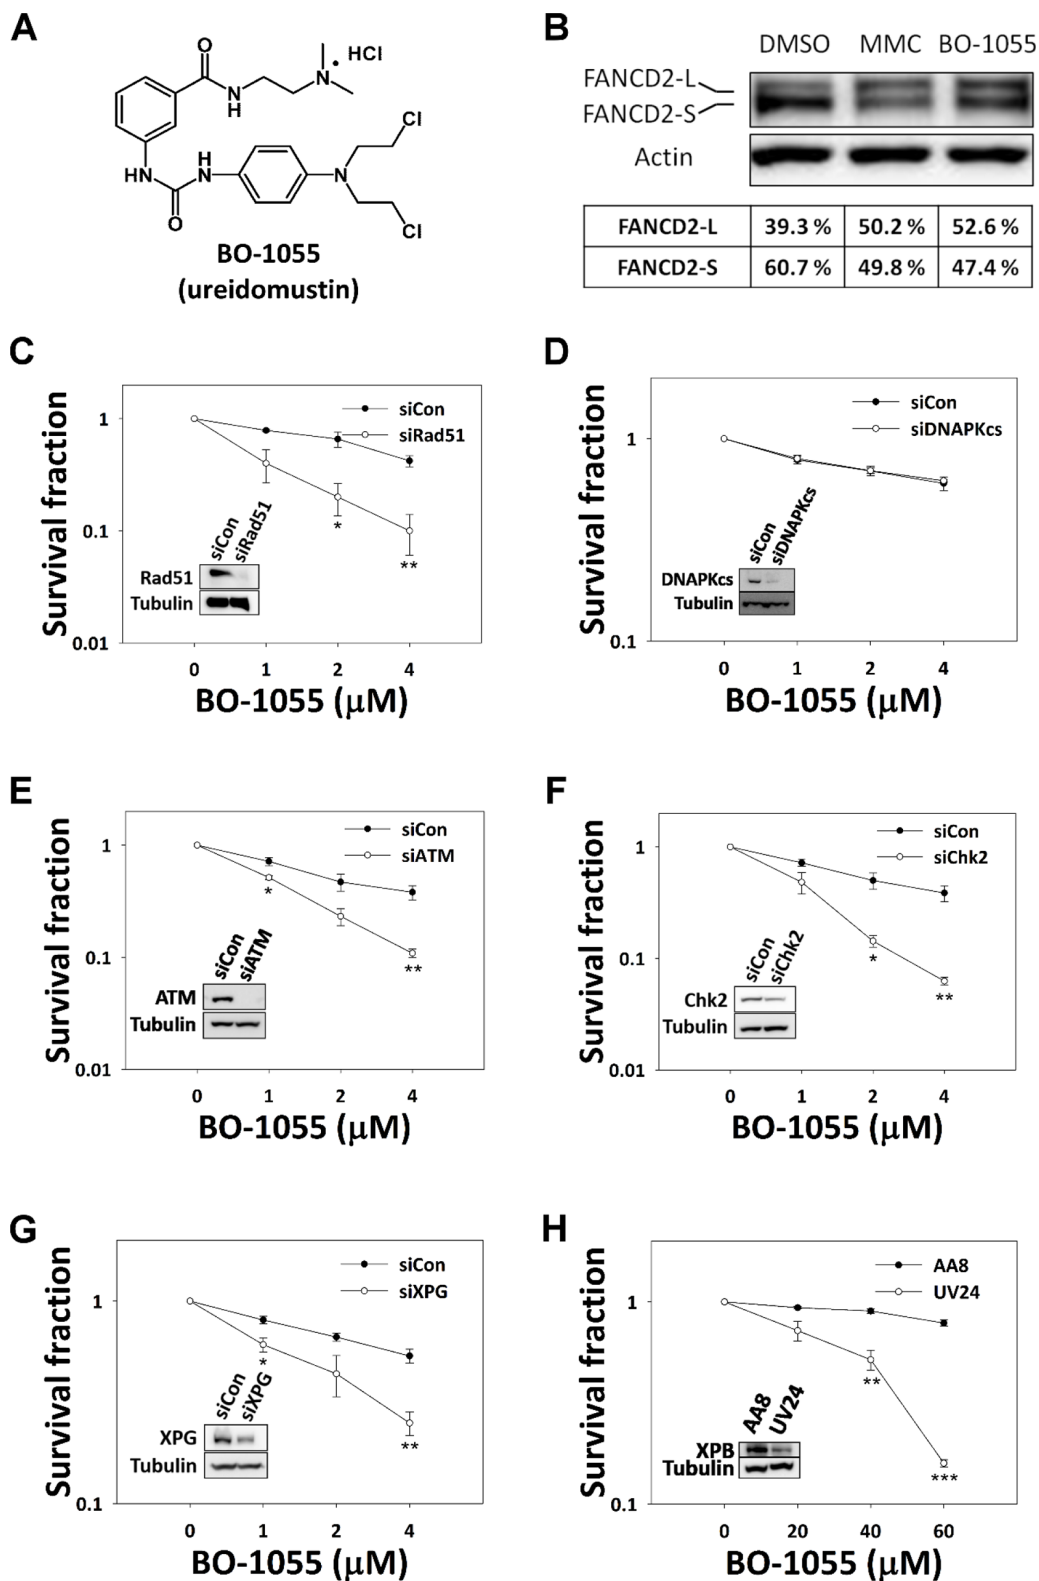 A
O
• HCl
N
N
H
Cl
HN
H
N
N
O
Cl
BO-1055
(ureidomustin)
B
DMSO MMC BO-1055
FANCD2-L
FANCD2-S
Actin
FANCD2-L 39.3 % 50.2 % 52.6 %
FANCD2-S 60.7 % 49.8 % 47.4 %
C
Survival fraction
1
0.1
0.01
siCon
siRad51
siCon
siRad51
Rad51
Tubulin
*
**
0 1 2 4
BO-1055 (μM)
D
Survival fraction
1
0.1
siCon
siDNAPKcs
siCon
siDNAPKcs
DNAPKcs
Tubulin
0 1 2 4
BO-1055 (μM)
E
Survival fraction
1
0.1
0.01
siCon
siATM
siCon
siATM
ATM
Tubulin
*
**
0 1 2 4
BO-1055 (μM)
F
Survival fraction
1
0.1
0.01
siCon
siChk2
siCon
siChk2
Chk2
Tubulin
*
**
0 1 2 4
BO-1055 (μM)
G
Survival fraction
1
0.1
siCon
siXPG
siCon
siXPG
XPG
Tubulin
*
**
0 1 2 4
BO-1055 (μM)
H
Survival fraction
1
0.1
AA8
UV24
AA8
UV24
XPB
Tubulin
**
***
0 20 40 60
BO-1055 (μM)